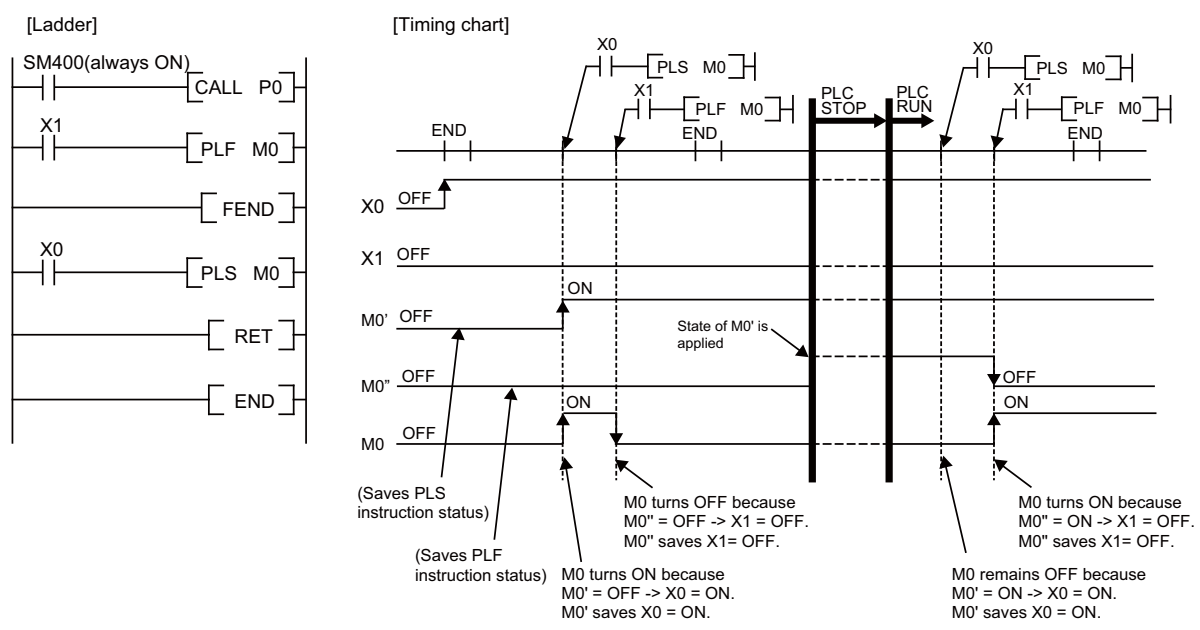 [Ladder]
SM400(always ON)
CALL P0
X1
PLF M0
FEND
X0
PLS M0
RET
END
[Timing chart]
X0
PLS M0
X1
PLF M0
END
END
PLC
STOP
PLC
RUN
X0
PLS M0
X1
PLF M0
END
X0 OFF
X1 OFF
ON
M0' OFF
State of M0' is
applied
M0" OFF
OFF
ON
ON
M0 OFF
(Saves PLS
instruction status)
(Saves PLF
instruction status)
M0 turns ON because
M0' = OFF -> X0 = ON.
M0' saves X0 = ON.
M0 turns OFF because
M0" = OFF -> X1 = OFF.
M0" saves X1= OFF.
M0 remains OFF because
M0' = ON -> X0 = ON.
M0' saves X0 = ON.
M0 turns ON because
M0" = ON -> X1 = OFF.
M0" saves X1= OFF.